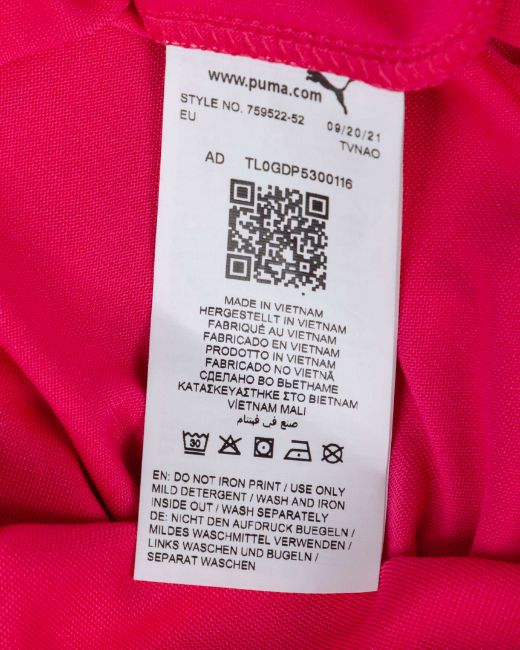 www.puma.com
STYLE NO. 759522-52 09/20/21
EU TVNAO
AD TL0GDP5300116
MADE IN VIETNAM
HERGESTELLT IN VIETNAM
FABRIQUÉ AU VIETNAM
FABRICADO EN VIETNAM
PRODOTTO IN VIETNAM
FABRICADO NO VIETNÃ
СДЕЛАНО ВО ВЬЕТНАМЕ
ΚΑΤΑΣΚΕΥΑΣΤΗΚΕ ΣΤΟ ΒΙΕΤΝΑΜ
VİETNAM MALI
صنع في فيتنام
30
EN: DO NOT IRON PRINT / USE ONLY
MILD DETERGENT / WASH AND IRON
INSIDE OUT / WASH SEPARATELY
DE: NICHT DEN AUFDRUCK BUEGELN /
MILDES WASCHMITTEL VERWENDEN /
LINKS WASCHEN UND BUGELN /
SEPARAT WASCHEN